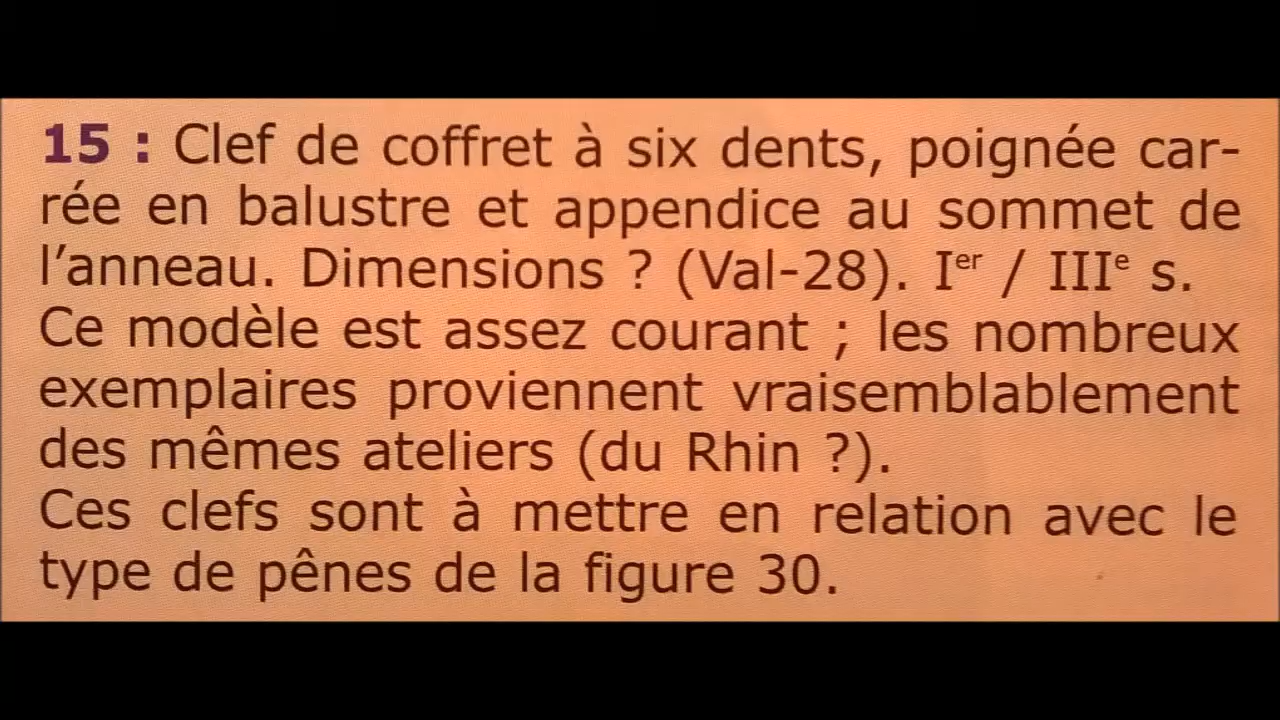 15 : Clef de coffret à six dents, poignée car-
rée en balustre et appendice au sommet de
l’anneau. Dimensions ? (Val-28). Iᵉʳ / IIIᵉ s.
Ce modèle est assez courant ; les nombreux
exemplaires proviennent vraisemblablement
des mêmes ateliers (du Rhin ?).
Ces clefs sont à mettre en relation avec le
type de pênes de la figure 30.